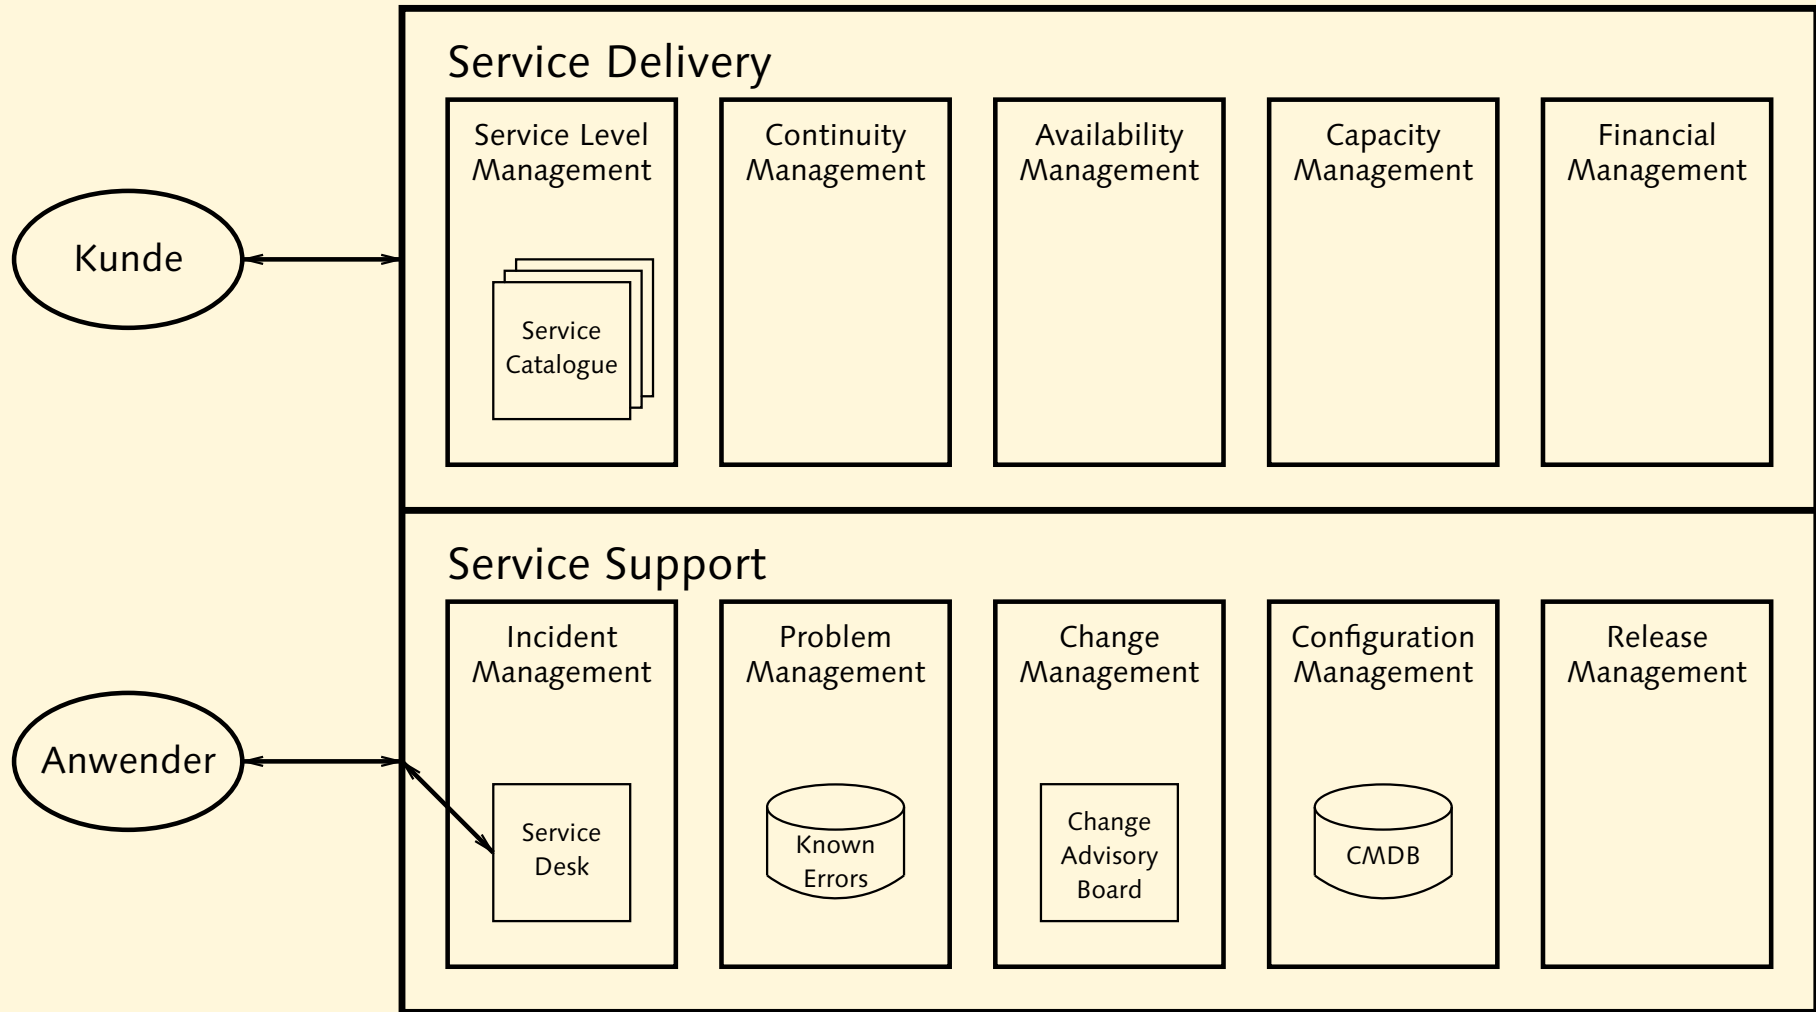 Service Delivery
Service Level
Management
Continuity
Management
Availability
Management
Capacity
Management
Financial
Management
Kunde
Service
Catalogue
Service Support
Incident
Management
Problem
Management
Change
Management
Configuration
Management
Release
Management
Anwender
Service
Desk
Known
Errors
Change
Advisory
Board
CMDB